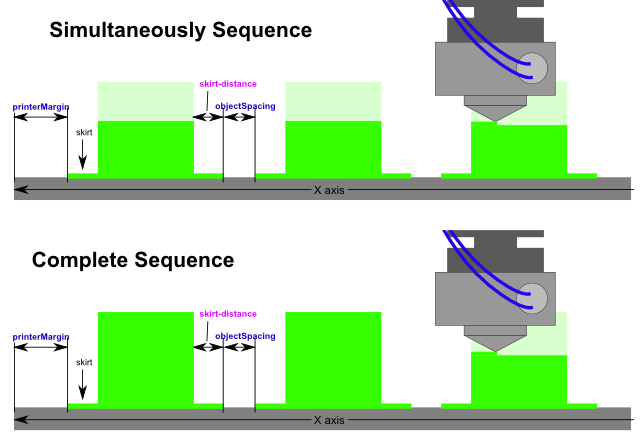 Simultaneously Sequence
skirt-distance
printerMargin
objectSpacing
skirt
X axis
Complete Sequence
skirt-distance
printerMargin
objectSpacing
skirt
X axis